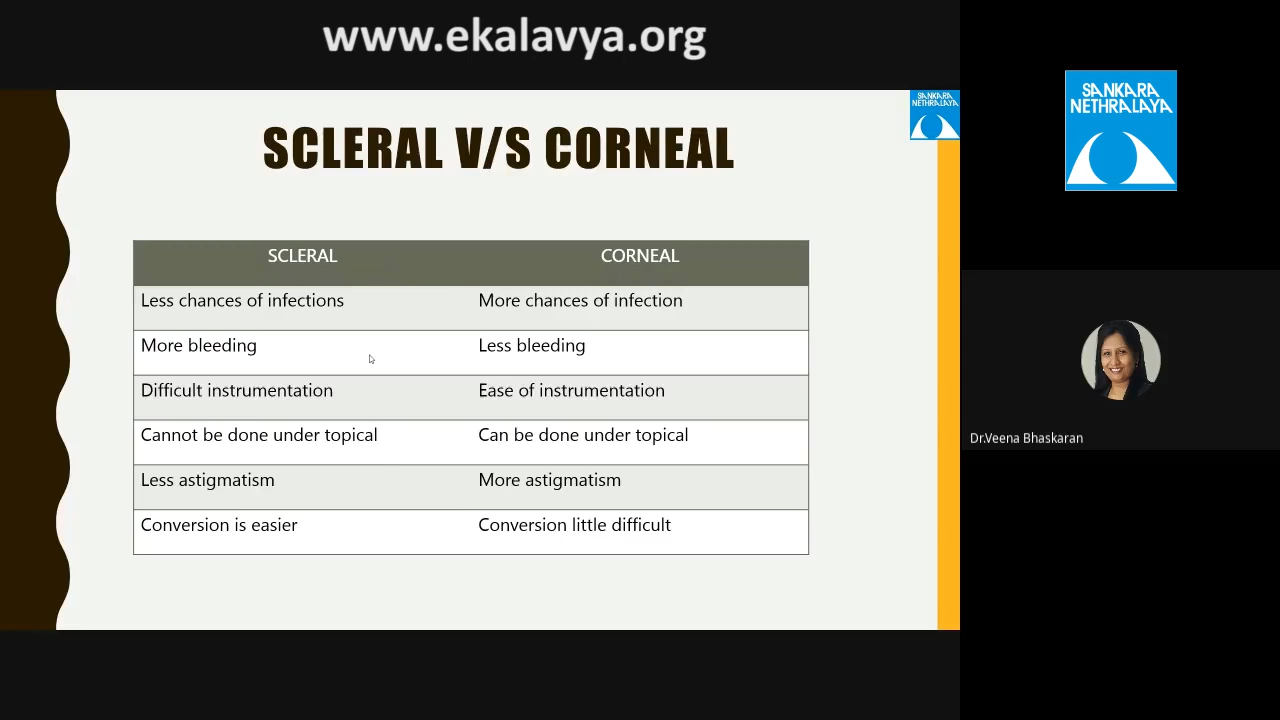 www.ekalavya.org
SANKARA
NETHRALAYA
SCLERAL V/S CORNEAL
SCLERAL CORNEAL
Less chances of infections More chances of infection
More bleeding Less bleeding
Difficult instrumentation Ease of instrumentation
Cannot be done under topical Can be done under topical
Less astigmatism More astigmatism
Conversion is easier Conversion little difficult
SANKARA
NETHRALAYA
Dr.Veena Bhaskaran